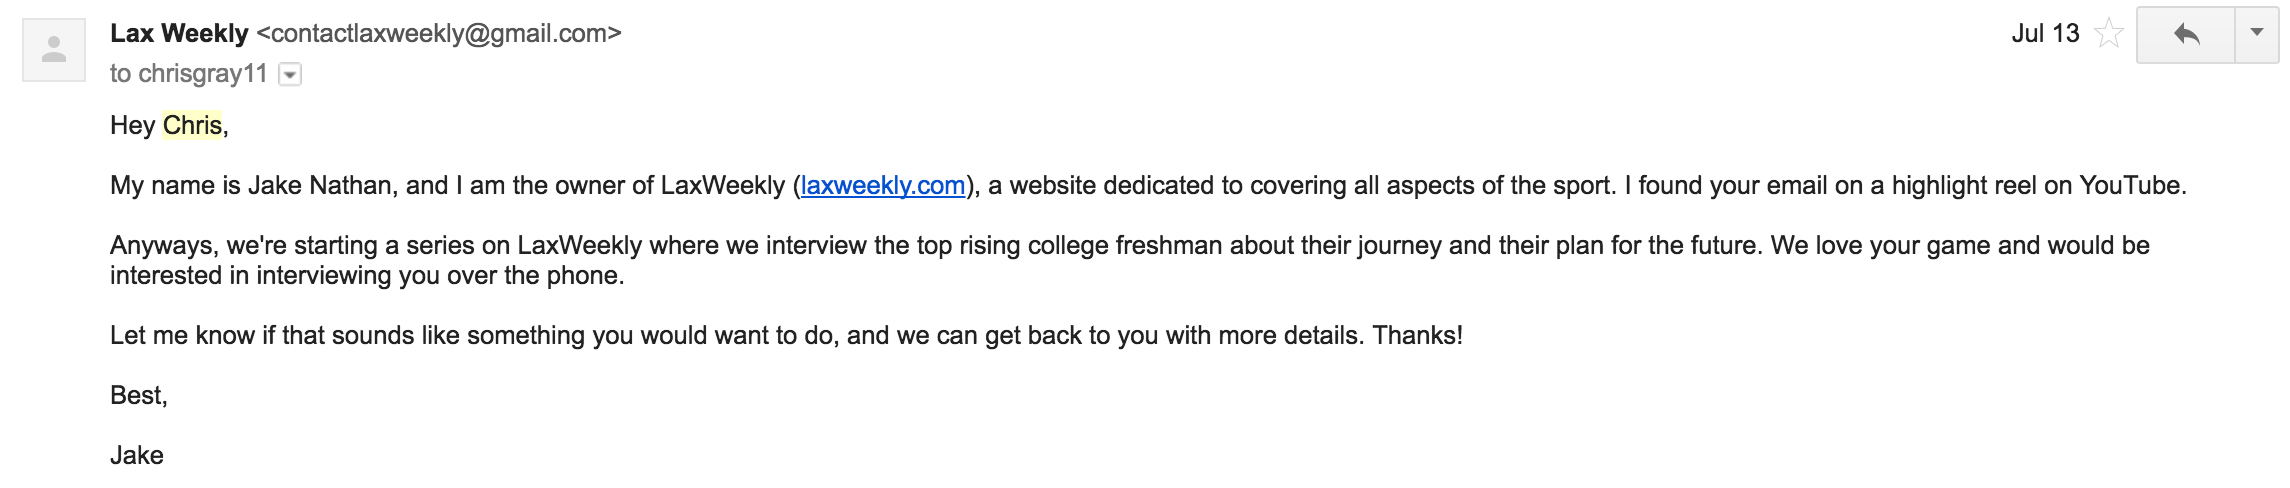 Lax Weekly <contactlaxweekly@gmail.com> Jul 13
to chrisgray11
Hey Chris,
My name is Jake Nathan, and I am the owner of LaxWeekly (laxweekly.com), a website dedicated to covering all aspects of the sport. I found your email on a highlight reel on YouTube.
Anyways, we're starting a series on LaxWeekly where we interview the top rising college freshman about their journey and their plan for the future. We love your game and would be
interested in interviewing you over the phone.
Let me know if that sounds like something you would want to do, and we can get back to you with more details. Thanks!
Best,
Jake